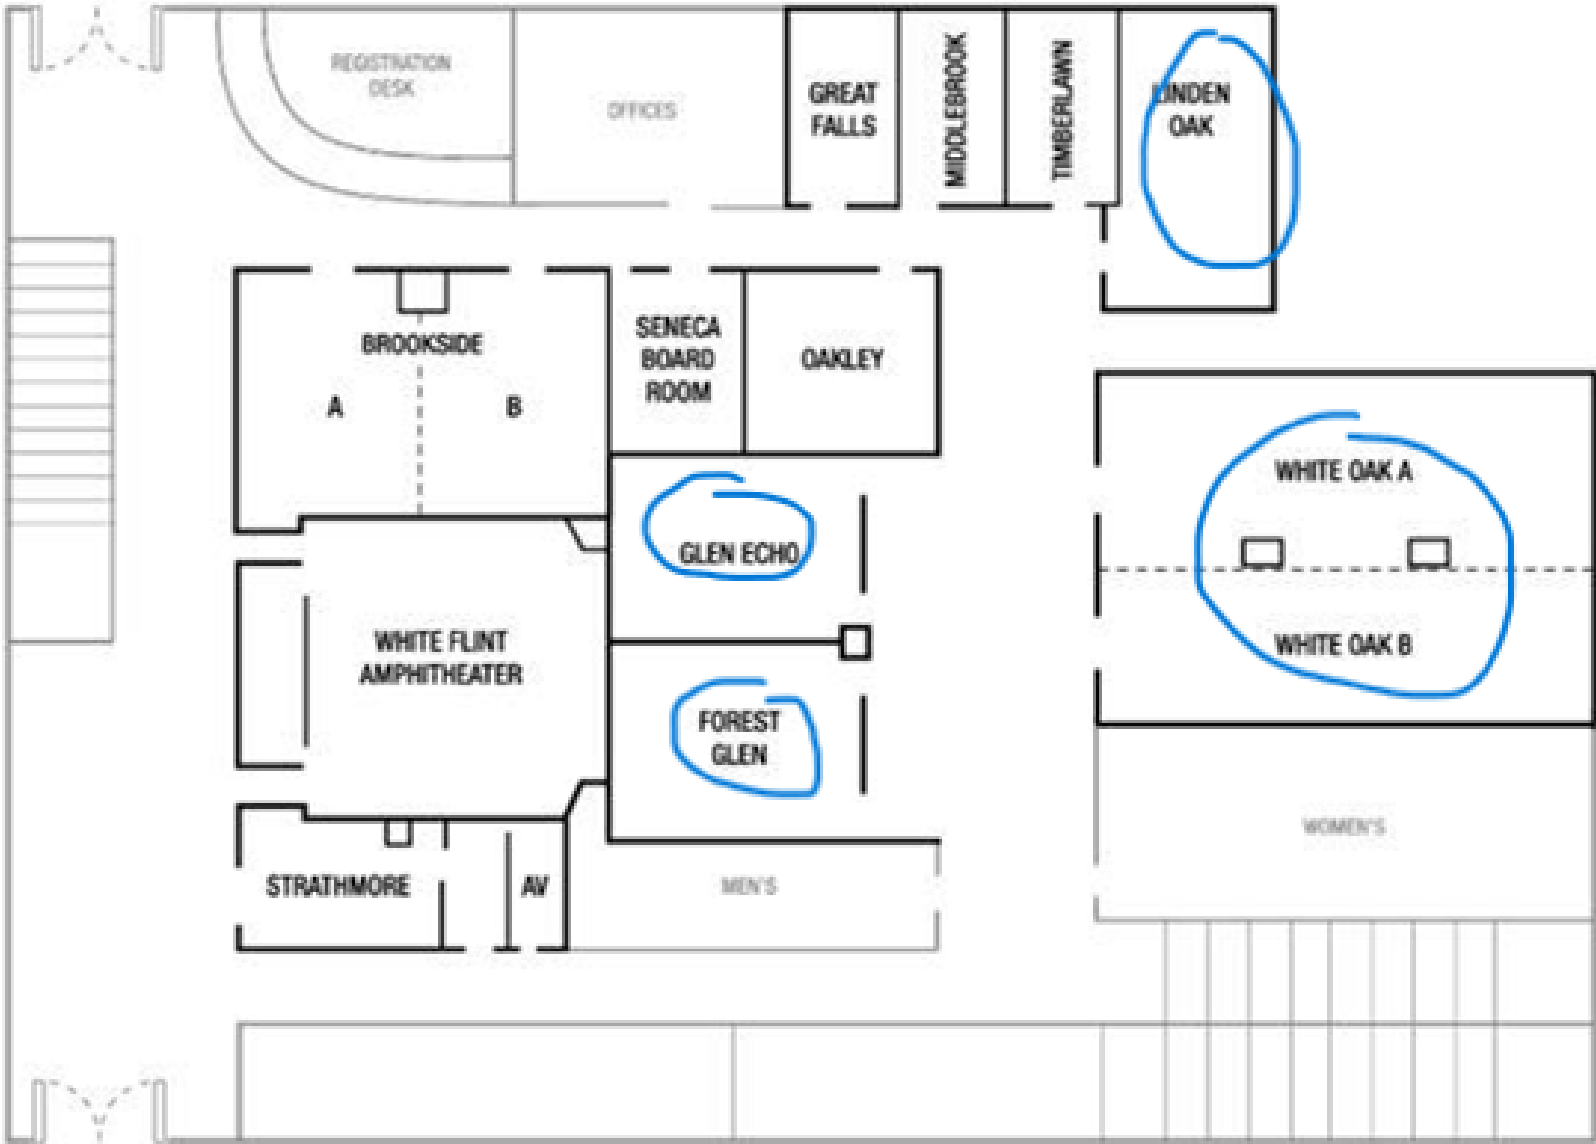 REGISTRATION
DESK
OFFICES
GREAT
FALLS
MIDDLEBROOK
TIMBERLAWN
LINDEN
OAK
BROOKSIDE
A
B
SENECA
BOARD
ROOM
OAKLEY
WHITE OAK A
GLEN ECHO
WHITE OAK B
WHITE FLINT
AMPHITHEATER
FOREST
GLEN
WOMEN'S
STRATHMORE
AV
MEN'S